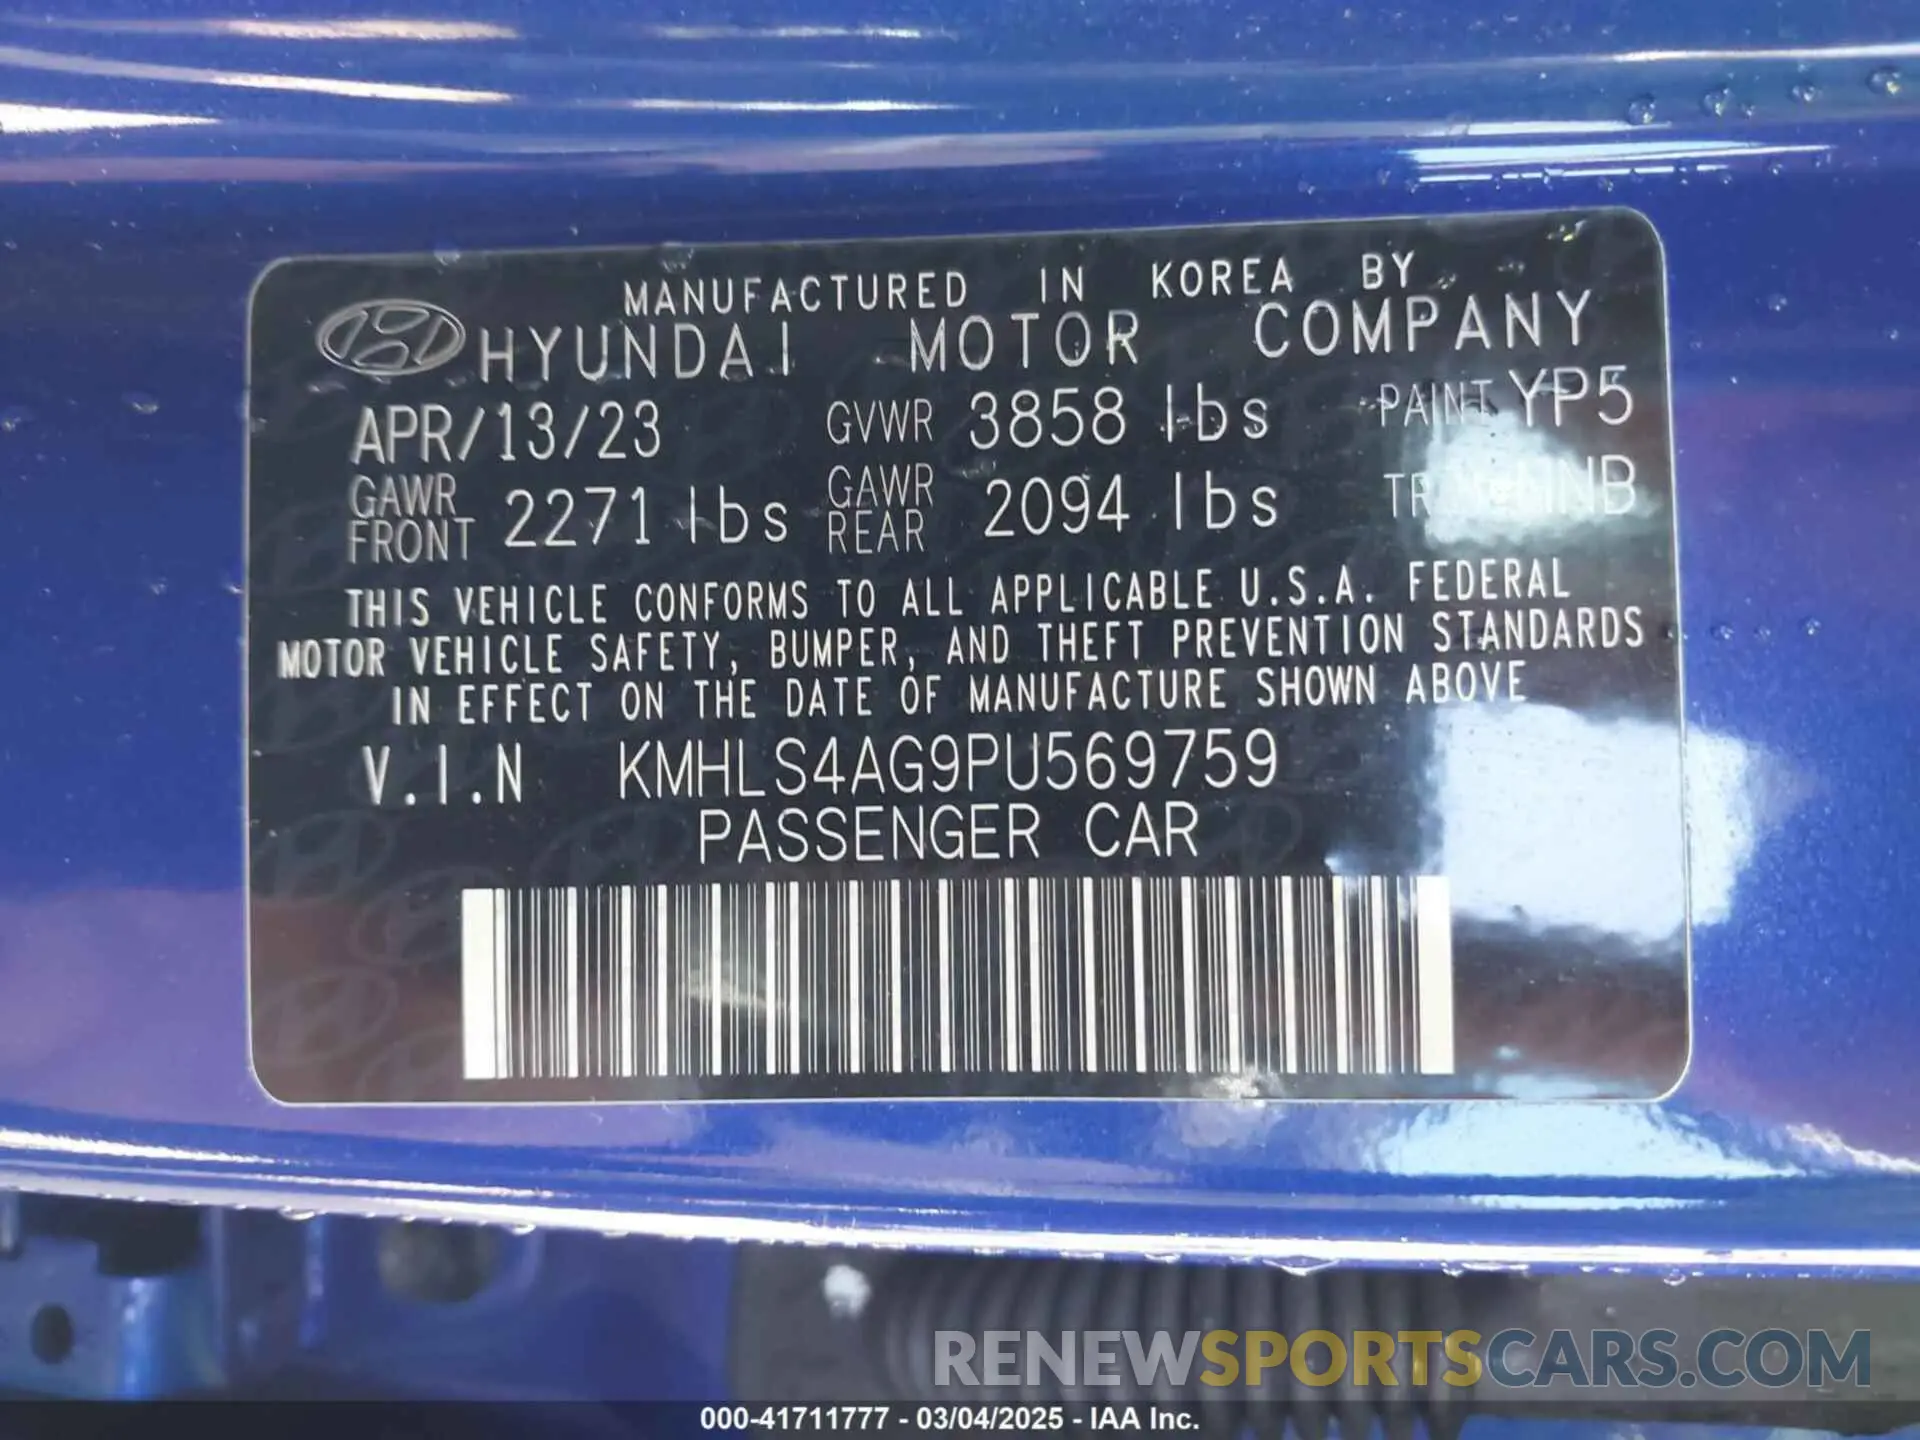 MANUFACTURED IN KOREA BY
HYUNDAI MOTOR COMPANY
APR/13/23 GVWR 3858 lbs PAINT YP5
GAWR FRONT 2271 lbs GAWR REAR 2094 lbs TRIM NNB
THIS VEHICLE CONFORMS TO ALL APPLICABLE U.S.A. FEDERAL
MOTOR VEHICLE SAFETY, BUMPER, AND THEFT PREVENTION STANDARDS
IN EFFECT ON THE DATE OF MANUFACTURE SHOWN ABOVE
V.I.N KMHLS4AG9PU569759
PASSENGER CAR
RENEWSPORTSCARS.COM
000-41711777 - 03/04/2025 - IAA Inc.